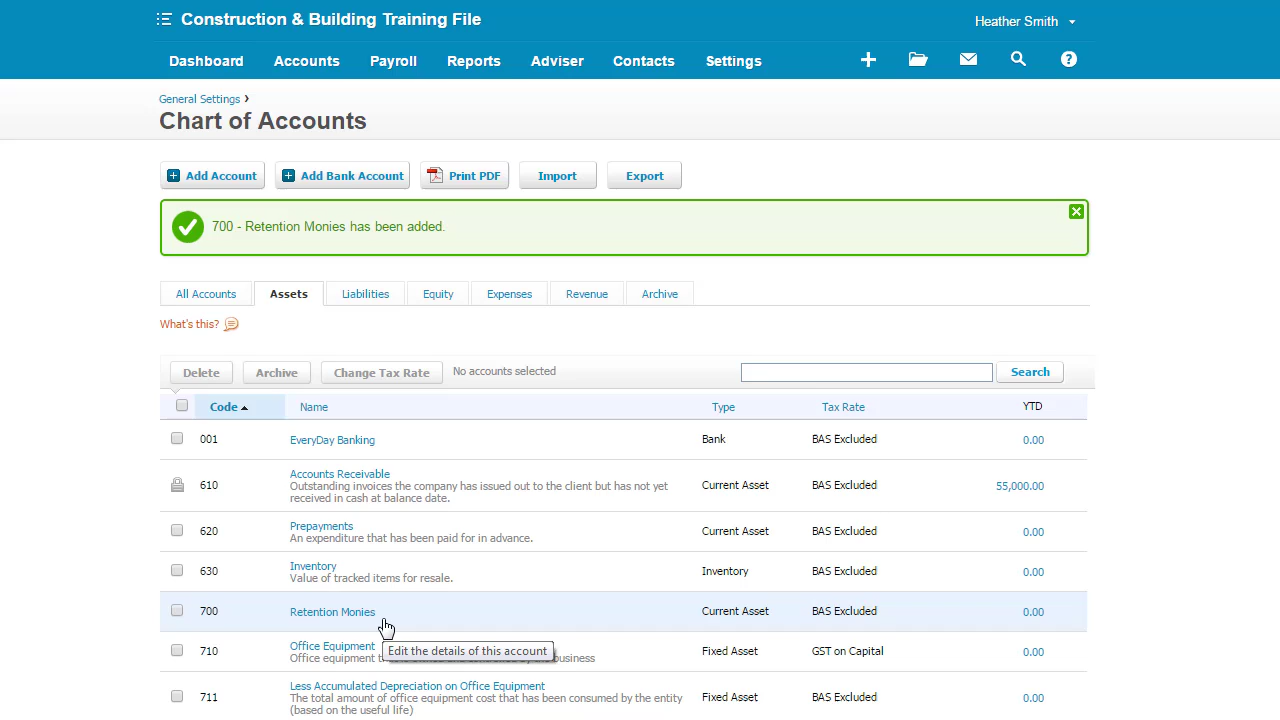 Construction & Building Training File
Heather Smith
Dashboard Accounts Payroll Reports Adviser Contacts Settings
General Settings ›
Chart of Accounts
Add Account Add Bank Account Print PDF Import Export
700 - Retention Monies has been added.
All Accounts Assets Liabilities Equity Expenses Revenue Archive
What's this?
Delete Archive Change Tax Rate No accounts selected Search
Code Name Type Tax Rate YTD
001 EveryDay Banking Bank BAS Excluded 0.00
Accounts Receivable
610 Outstanding invoices the company has issued out to the client but has not yet Current Asset BAS Excluded 55,000.00
received in cash at balance date.
Prepayments
620 An expenditure that has been paid for in advance. Current Asset BAS Excluded 0.00
Inventory
630 Value of tracked items for resale. Inventory BAS Excluded 0.00
700 Retention Monies Current Asset BAS Excluded 0.00
Office Equipment
Edit the details of this account
710 Office equipment business Fixed Asset GST on Capital 0.00
Less Accumulated Depreciation on Office Equipment
711 The total amount of office equipment cost that has been consumed by the entity Fixed Asset BAS Excluded 0.00
(based on the useful life)